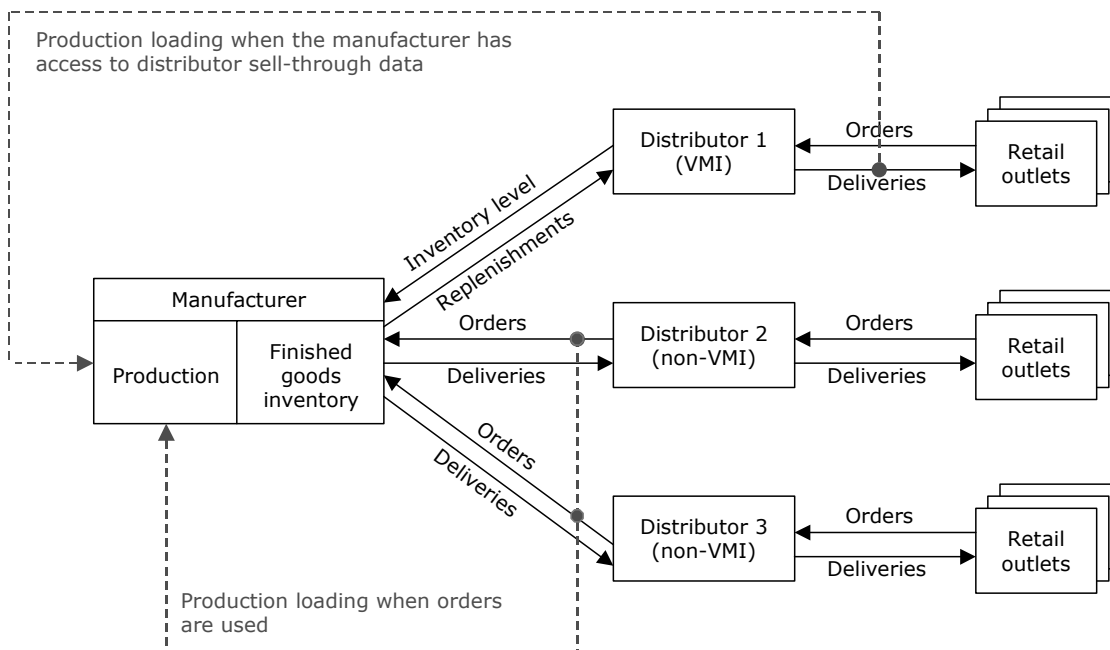 Production loading when the manufacturer has
access to distributor sell-through data
Distributor 1
(VMI)
Orders
Deliveries
Retail
outlets
Inventory level
Replenishments
Manufacturer
Production
Finished
goods
inventory
Orders
Deliveries
Distributor 2
(non-VMI)
Orders
Deliveries
Retail
outlets
Orders
Deliveries
Distributor 3
(non-VMI)
Orders
Deliveries
Retail
outlets
Production loading when orders
are used